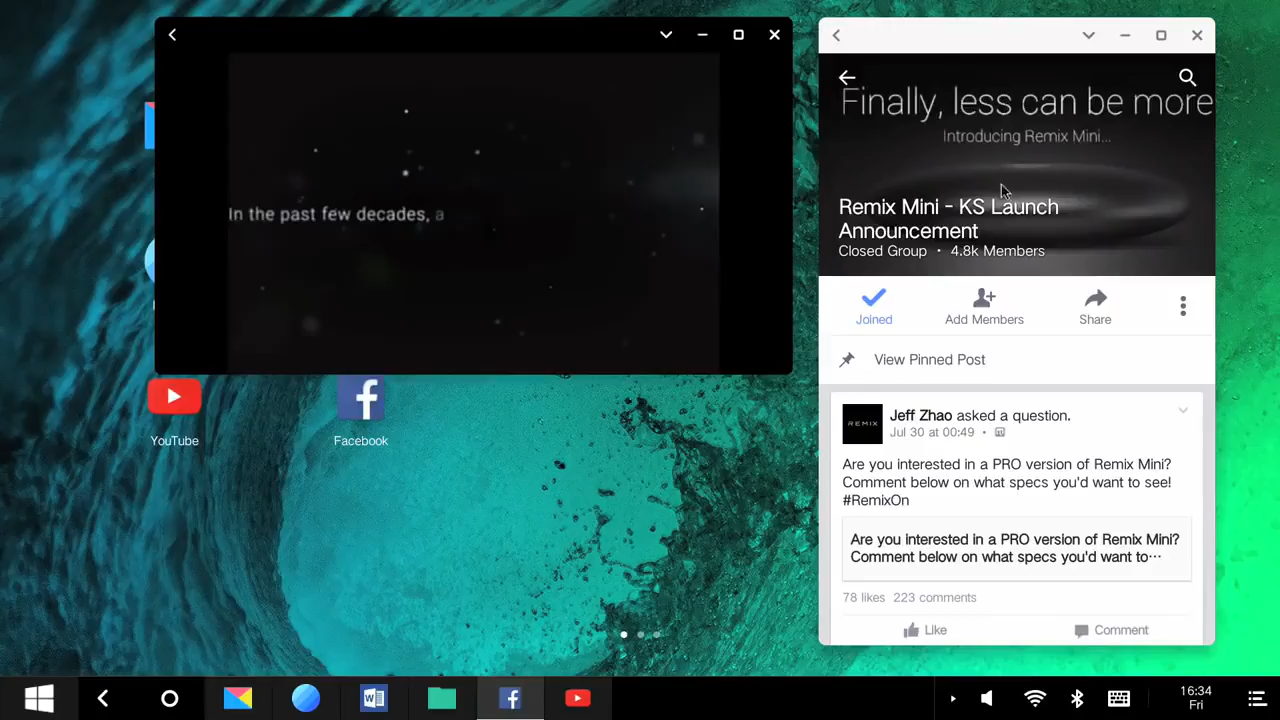 In the past few decades, a
Finally, less can be more
Introducing Remix Mini...
Remix Mini - KS Launch
Announcement
Closed Group · 4.8k Members
Joined
Add Members
Share
View Pinned Post
REMIX
Jeff Zhao asked a question.
Jul 30 at 00:49 ·
Are you interested in a PRO version of Remix Mini?
Comment below on what specs you'd want to see!
#RemixOn
Are you interested in a PRO version of Remix Mini?
Comment below on what specs you'd want to···
78 likes 223 comments
Like
Comment
YouTube
Facebook
16:34
Fri